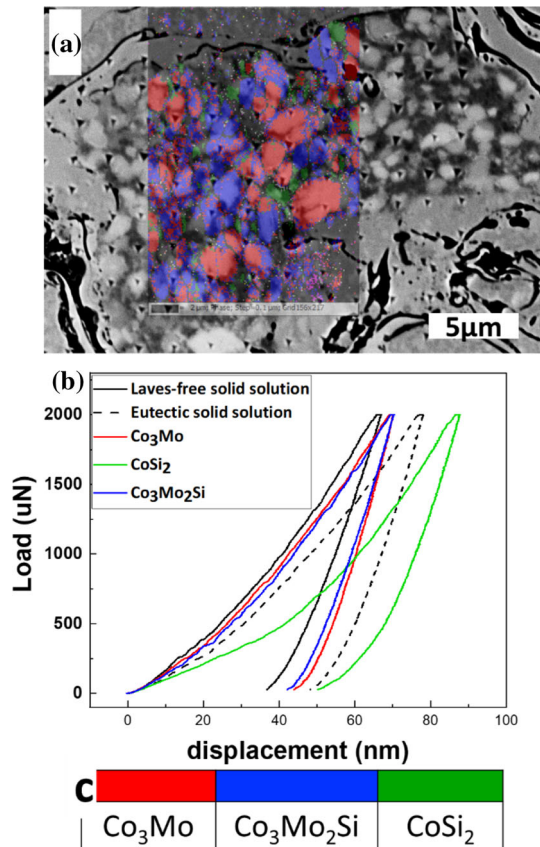 (a)
5µm
(b)
Laves-free solid solution
Eutectic solid solution
Co₃Mo
CoSi₂
Co₃Mo₂Si
2000
1500
1000
500
0
Load (uN)
0 20 40 60 80 100
displacement (nm)
c
Co₃Mo Co₃Mo₂Si CoSi₂